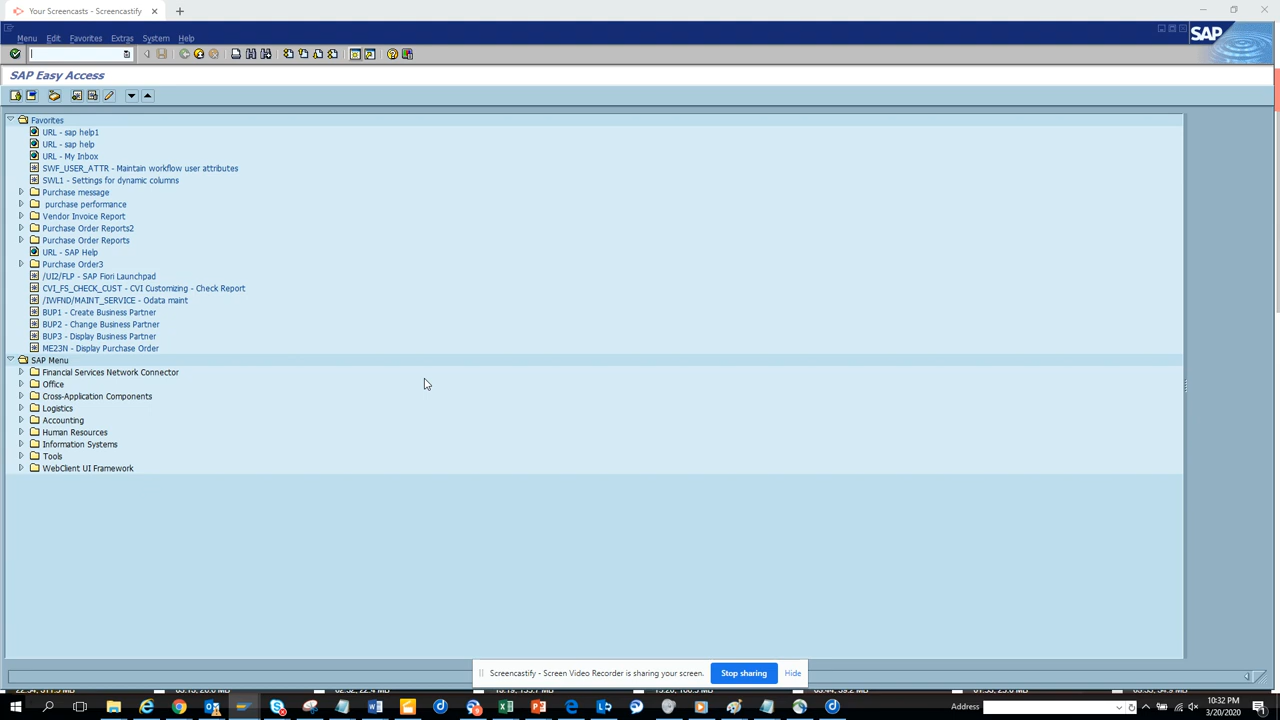 Your Screencasts - Screencastify
Menu Edit Favorites Extras System Help
SAP
SAP Easy Access
Favorites
URL - sap help1
URL - sap help
URL - My Inbox
SWF_USER_ATTR - Maintain workflow user attributes
SWL1 - Settings for dynamic columns
Purchase message
purchase performance
Vendor Invoice Report
Purchase Order Reports2
Purchase Order Reports
URL - SAP Help
Purchase Order3
/UI2/FLP - SAP Fiori Launchpad
CVI_FS_CHECK_CUST - CVI Customizing - Check Report
/IWFND/MAINT_SERVICE - Odata maint
BUP1 - Create Business Partner
BUP2 - Change Business Partner
BUP3 - Display Business Partner
ME23N - Display Purchase Order
SAP Menu
Financial Services Network Connector
Office
Cross-Application Components
Logistics
Accounting
Human Resources
Information Systems
Tools
WebClient UI Framework
Screencastify - Screen Video Recorder is sharing your screen. Stop sharing Hide
Address
10:32 PM
3/20/2020